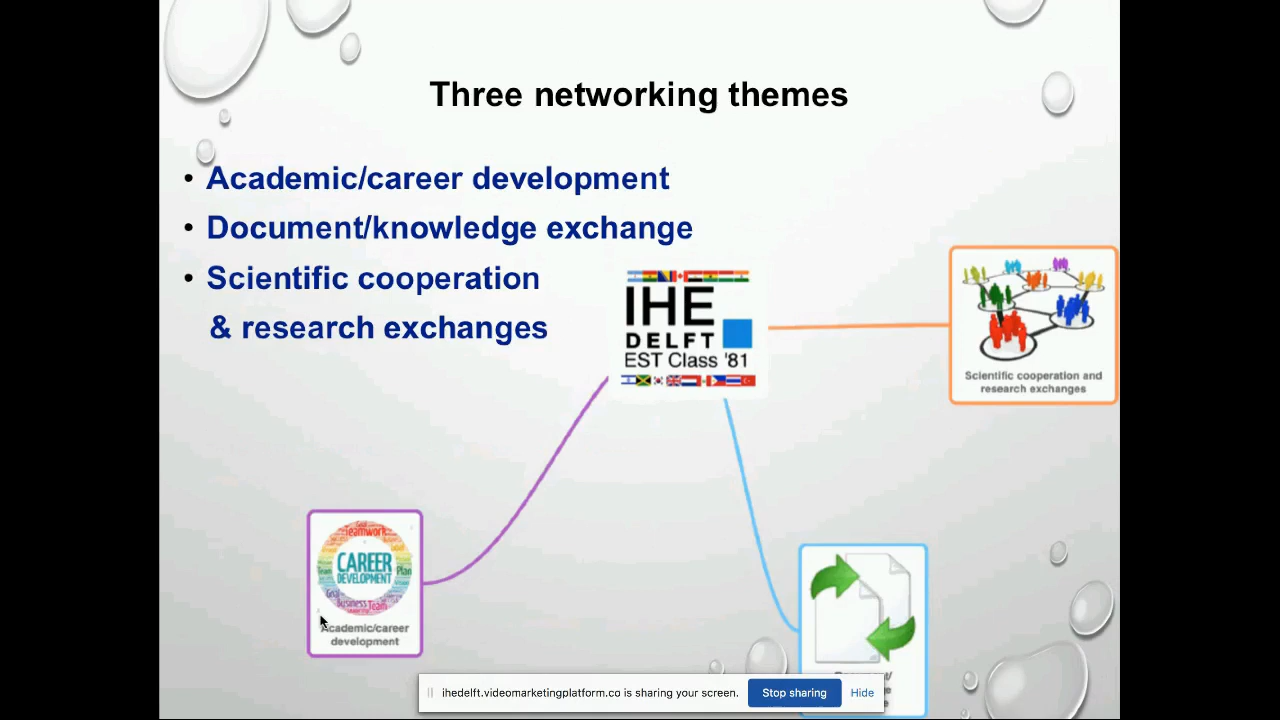 Three networking themes
• Academic/career development
• Document/knowledge exchange
• Scientific cooperation
& research exchanges
IHE
DELFT
EST Class '81
Scientific cooperation and
research exchanges
Teamwork
CAREER
DEVELOPMENT
Plan
Team
Goal
Business Team
Academic/career
development
ihedelft.videomarketingplatform.co is sharing your screen.
Stop sharing
Hide